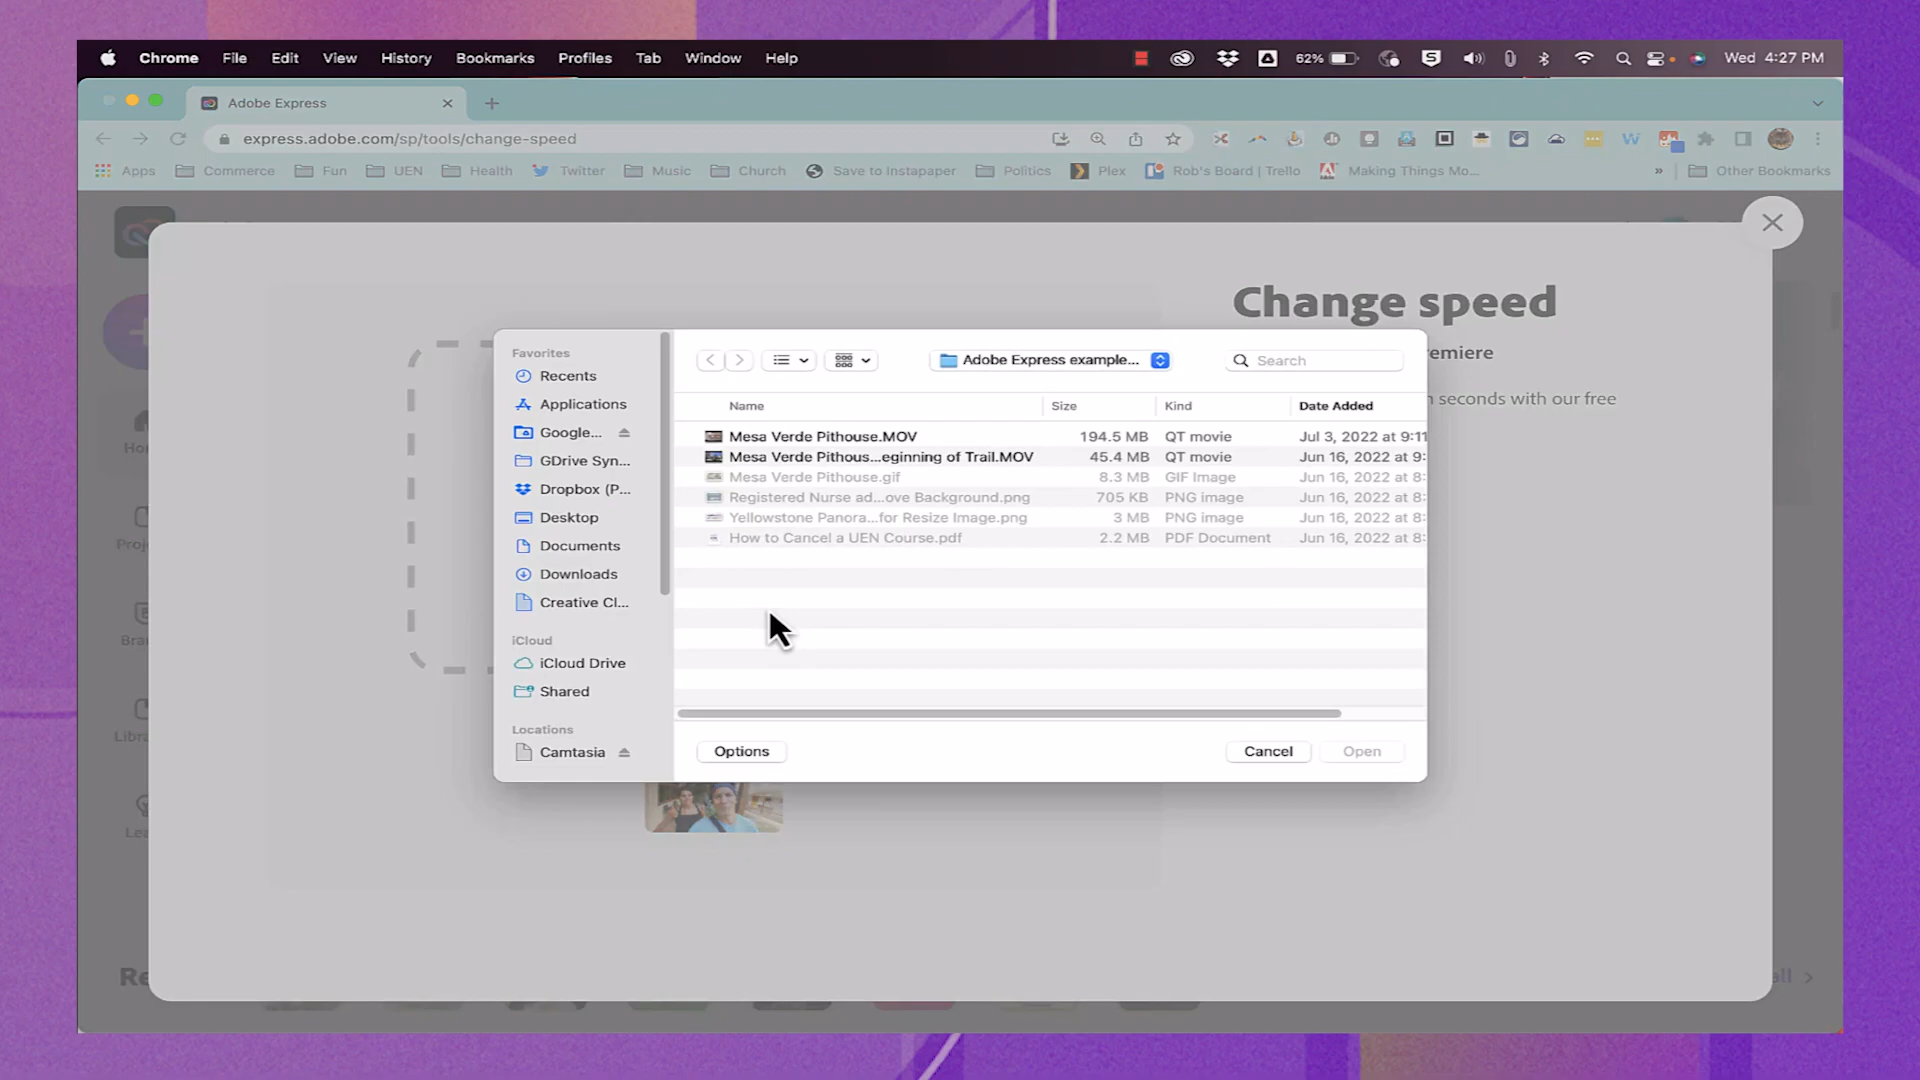 Chrome File Edit View History Bookmarks Profiles Tab Window Help 62% Wed 4:27 PM
Adobe Express
express.adobe.com/sp/tools/change-speed
Apps Commerce Fun UEN Health Twitter Music Church Save to Instapaper Politics Plex Rob's Board | Trello Making Things Mo... » Other Bookmarks
Change speed
emiere
n seconds with our free
Favorites
Recents
Applications
Google...
GDrive Syn...
Dropbox (P...
Desktop
Documents
Downloads
Creative Cl...
iCloud
iCloud Drive
Shared
Locations
Camtasia
Adobe Express example...
Search
Name Size Kind Date Added
Mesa Verde Pithouse.MOV 194.5 MB QT movie Jul 3, 2022 at 9:11
Mesa Verde Pithous...eginning of Trail.MOV 45.4 MB QT movie Jun 16, 2022 at 9:
Mesa Verde Pithouse.gif 8.3 MB GIF Image Jun 16, 2022 at 8:
Registered Nurse ad...ove Background.png 705 KB PNG image Jun 16, 2022 at 8:
Yellowstone Panora...for Resize Image.png 3 MB PNG image Jun 16, 2022 at 8:
How to Cancel a UEN Course.pdf 2.2 MB PDF Document Jun 16, 2022 at 8:
Options Cancel Open
Hor
Proj
Bra
Libr
Lea
Re
all